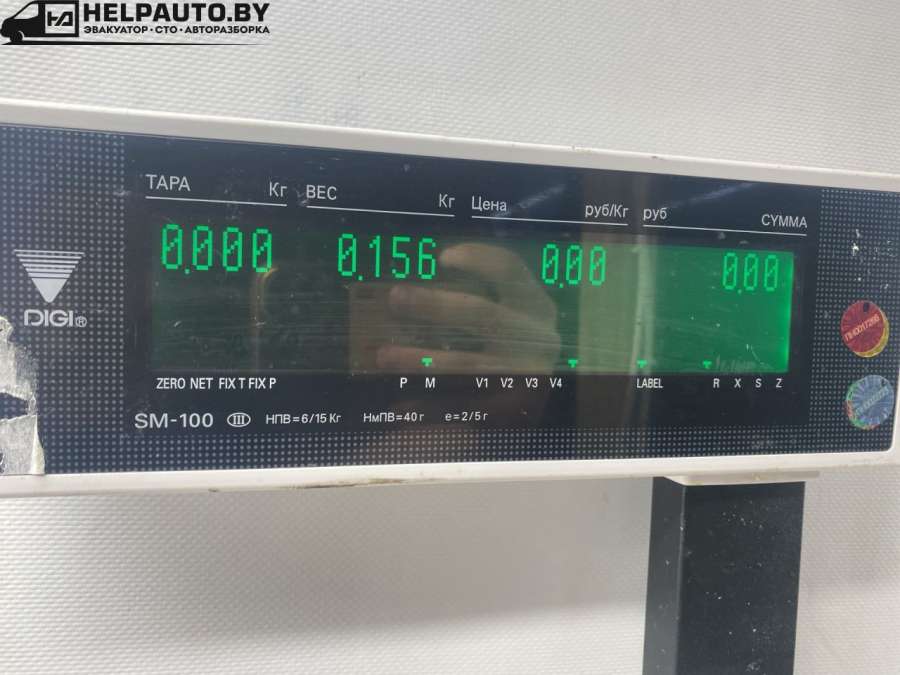 HELPAUTO.BY
ЭВАКУАТОР•СТО•АВТОРАЗБОРКА
ТАРА Кг ВЕС Кг Цена руб/Кг руб СУММА
0.000 0.156 0.00 0.00
DIGI®
ZERO NET FIX T FIX P P M V1 V2 V3 V4 LABEL R X S Z
SM-100 III НПВ=6/15 Кг НмПВ=40 г e=2/5 г